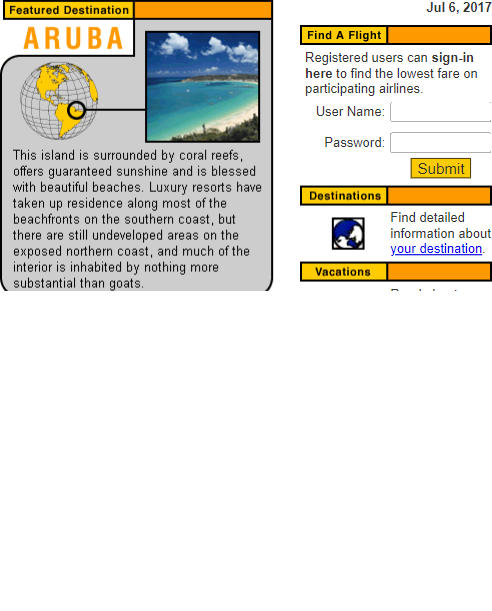 Featured Destination
ARUBA
This island is surrounded by coral reefs,
offers guaranteed sunshine and is blessed
with beautiful beaches. Luxury resorts have
taken up residence along most of the
beachfronts on the southern coast, but
there are still undeveloped areas on the
exposed northern coast, and much of the
interior is inhabited by nothing more
substantial than goats.
Jul 6, 2017
Find A Flight
Registered users can sign-in
here to find the lowest fare on
participating airlines.
User Name:
Password:
Submit
Destinations
Find detailed
information about
your destination.
Vacations